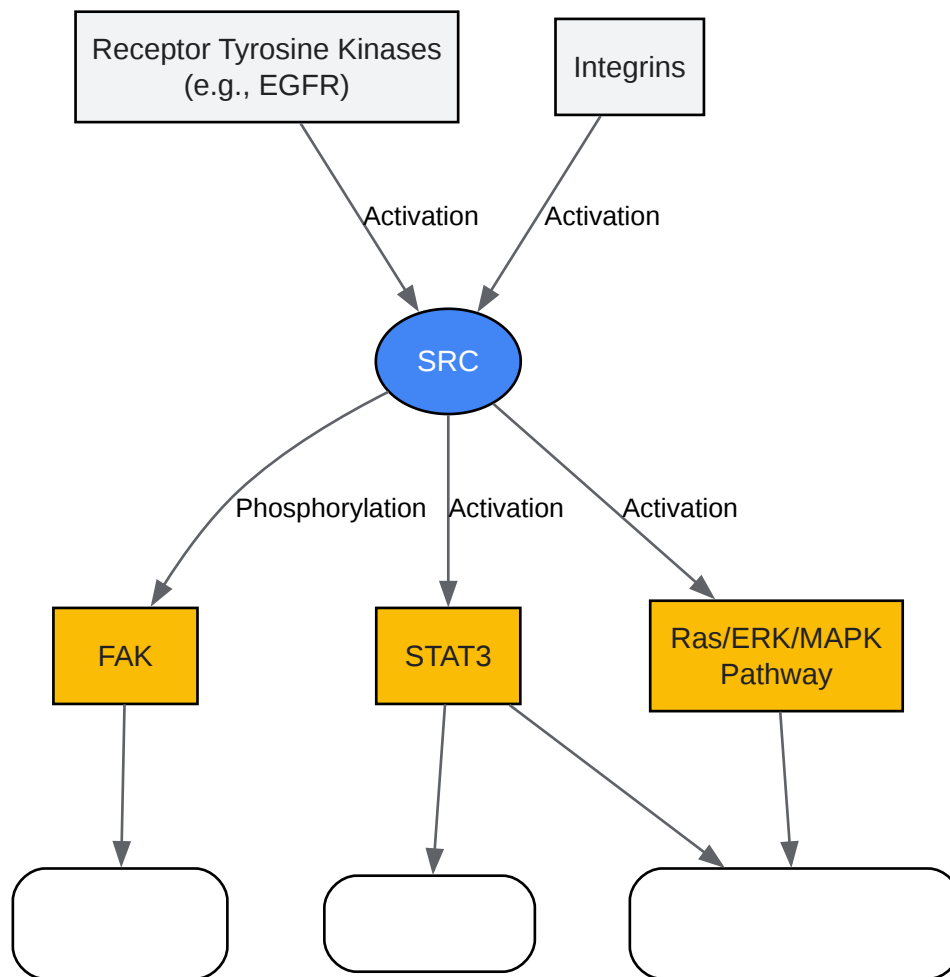 Receptor Tyrosine Kinases
(e.g., EGFR)
Integrins
Activation
Activation
SRC
Phosphorylation
Activation
Activation
FAK
STAT3
Ras/ERK/MAPK
Pathway